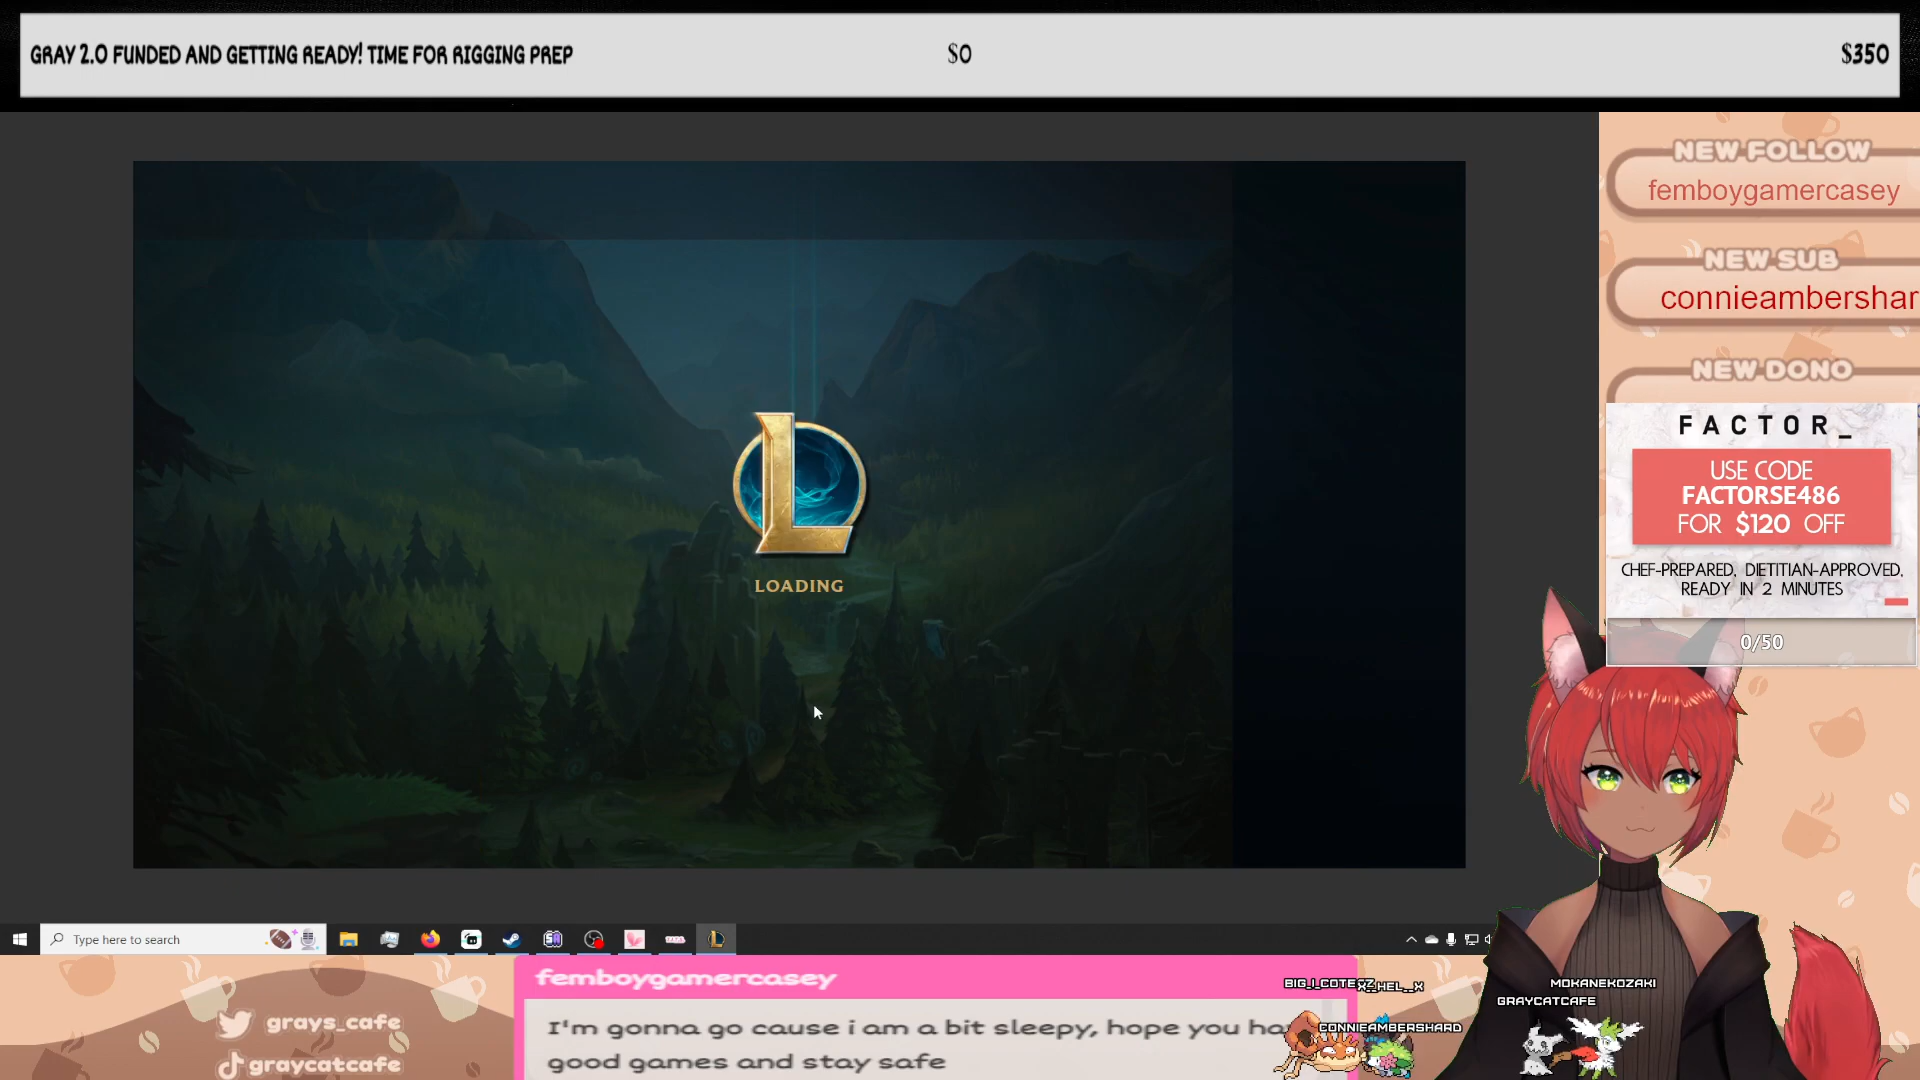 GRAY 2.0 FUNDED AND GETTING READY! TIME FOR RIGGING PREP
$0
$350
NEW FOLLOW
femboygamercasey
NEW SUB
connieambershar
NEW DONO
FACTOR_
USE CODE
FACTORSE486
FOR $120 OFF
CHEF-PREPARED, DIETITIAN-APPROVED,
READY IN 2 MINUTES
0/50
LOADING
Type here to search
femboygamercasey
I'm gonna go cause i am a bit sleepy, hope you ha
good games and stay safe
grays_cafe
graycatcafe
X_HEL__X
MOKANEKOZAKI
GRAYCATCAFE
CONNIEAMBERSHARD